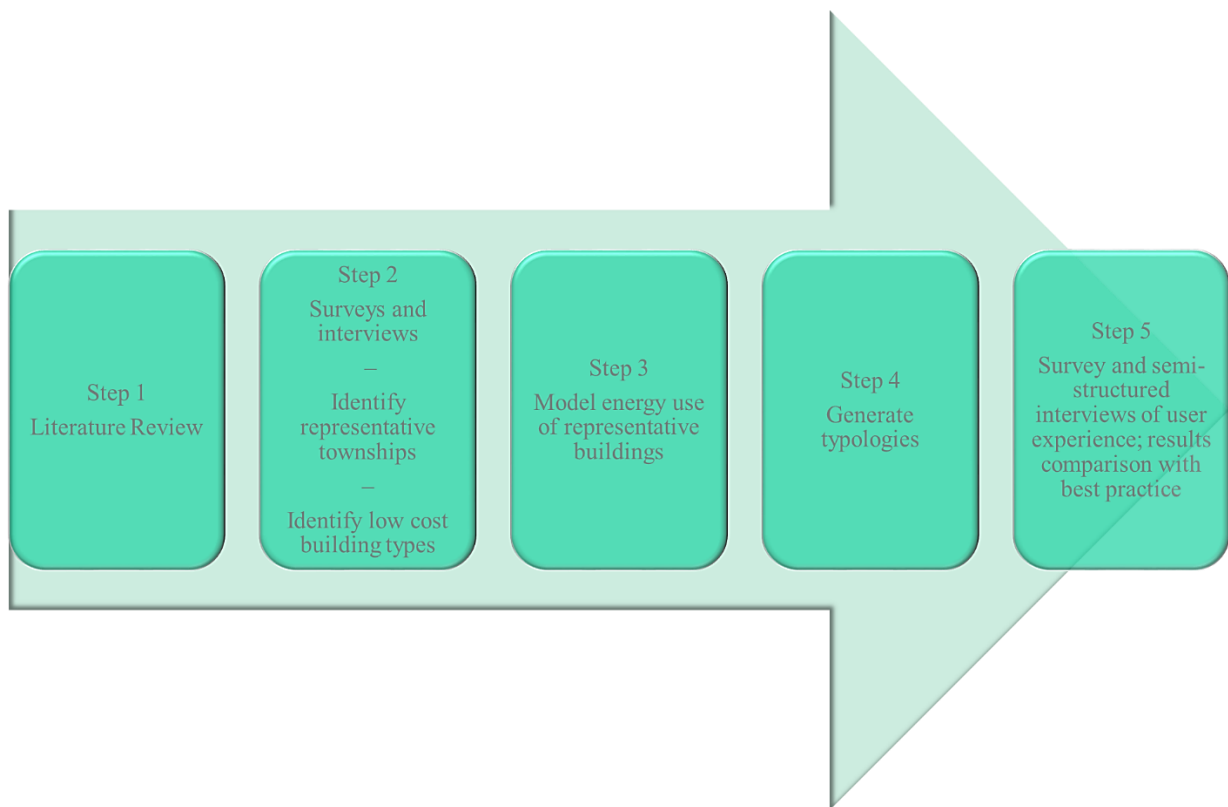 Step 1
Literature Review
Step 2
Surveys and
interviews
–
Identify
representative
townships
–
Identify low cost
building types
Step 3
Model energy use
of representative
buildings
Step 4
Generate
typologies
Step 5
Survey and semi-
structured
interviews of user
experience; results
comparison with
best practice